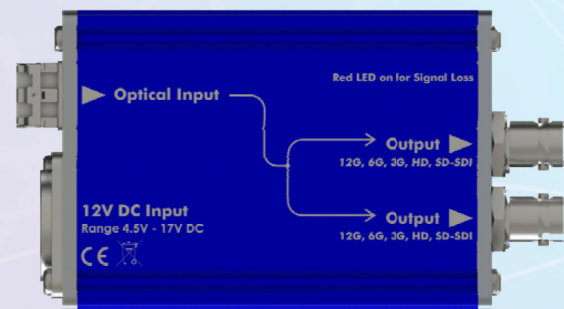 Red LED on for Signal Loss
Optical Input
Output
12G, 6G, 3G, HD, SD-SDI
12V DC Input
Range 4.5V - 17V DC
Output
12G, 6G, 3G, HD, SD-SDI
CE